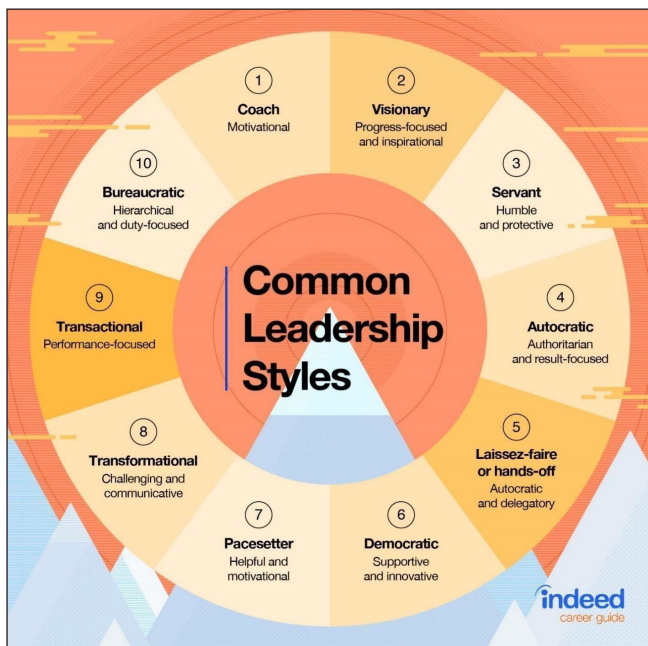 Common
Leadership
Styles
1
Coach
Motivational
2
Visionary
Progress-focused
and inspirational
3
Servant
Humble
and protective
4
Autocratic
Authoritarian
and result-focused
5
Laissez-faire
or hands-off
Autocratic
and delegatory
6
Democratic
Supportive
and innovative
7
Pacesetter
Helpful and
motivational
8
Transformational
Challenging and
communicative
9
Transactional
Performance-focused
10
Bureaucratic
Hierarchical
and duty-focused
indeed
career guide